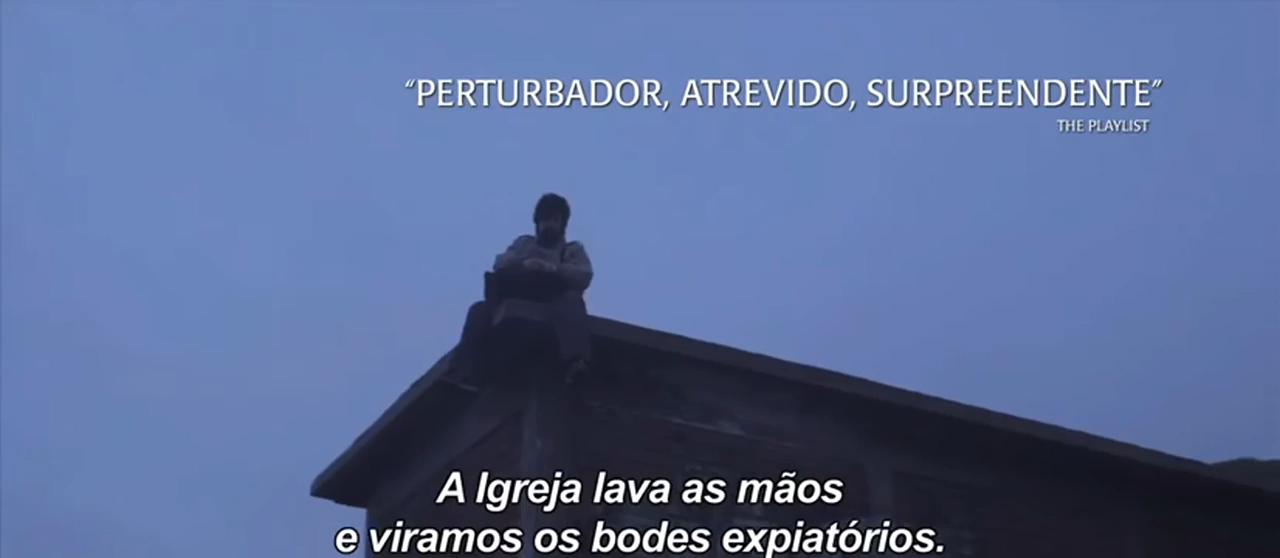 “PERTURBADOR, ATREVIDO, SURPREENDENTE”
THE PLAYLIST
A Igreja lava as mãos
e viramos os bodes expiatórios.